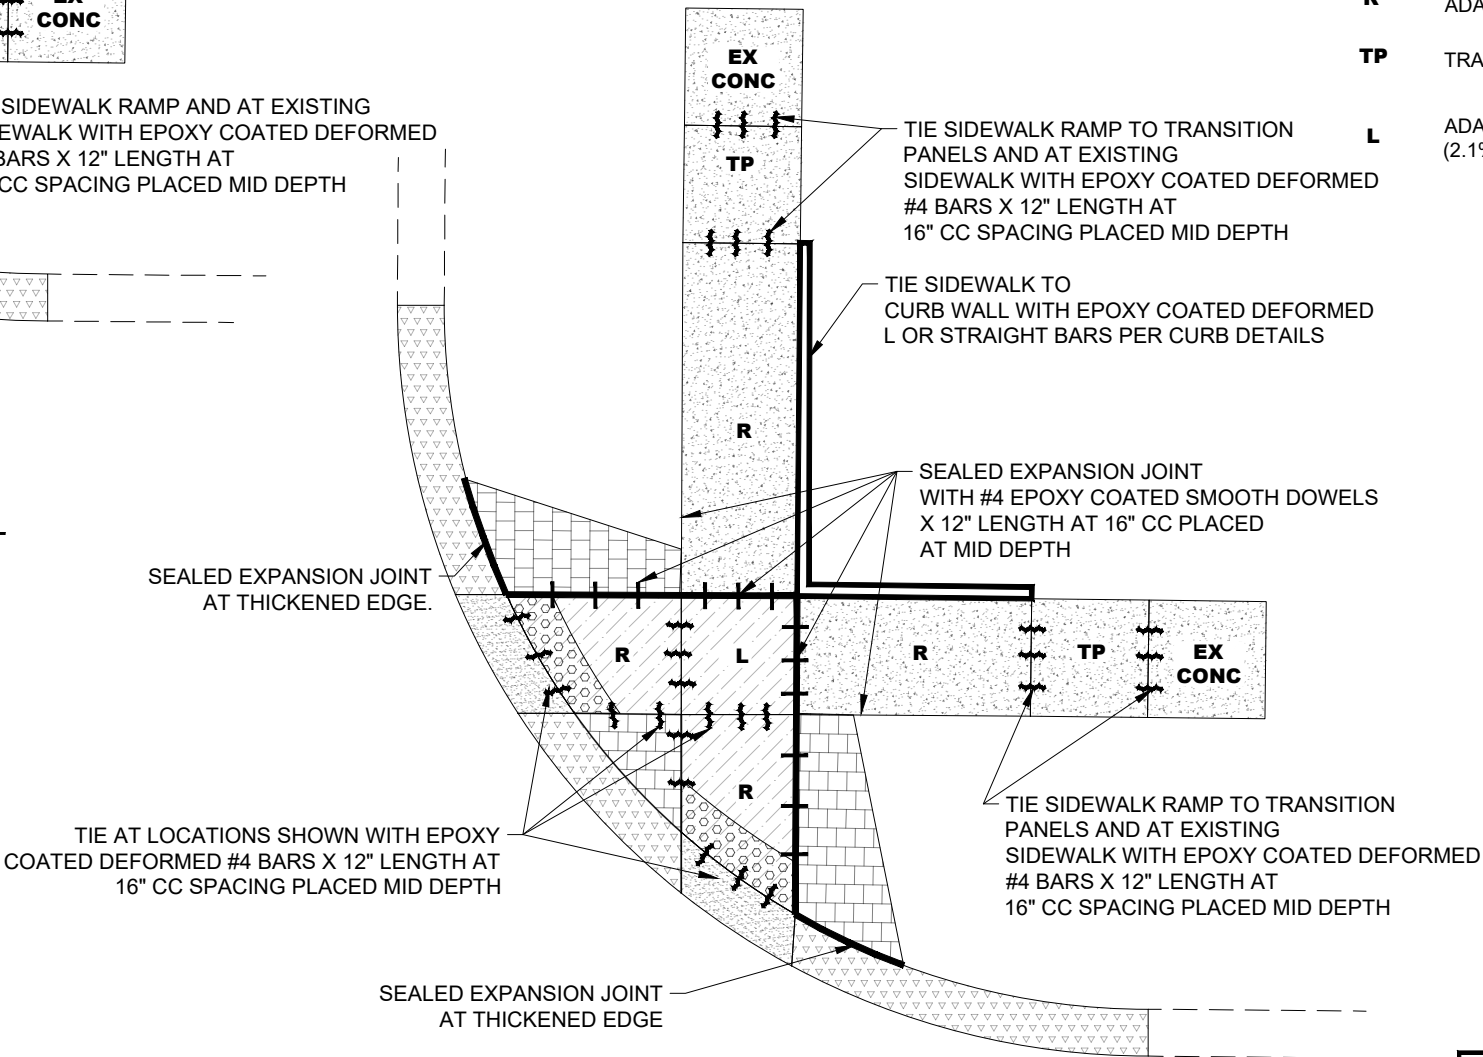 CONC
SIDEWALK RAMP AND AT EXISTING
EWALK WITH EPOXY COATED DEFORMED
BARS X 12" LENGTH AT
CC SPACING PLACED MID DEPTH
EX
CONC
TP
TIE SIDEWALK RAMP TO TRANSITION
PANELS AND AT EXISTING
SIDEWALK WITH EPOXY COATED DEFORMED
#4 BARS X 12" LENGTH AT
16" CC SPACING PLACED MID DEPTH
ADA
TP TRA
L ADA
(2.1%
TIE SIDEWALK TO
CURB WALL WITH EPOXY COATED DEFORMED
L OR STRAIGHT BARS PER CURB DETAILS
R
SEALED EXPANSION JOINT
WITH #4 EPOXY COATED SMOOTH DOWELS
X 12" LENGTH AT 16" CC PLACED
AT MID DEPTH
SEALED EXPANSION JOINT
AT THICKENED EDGE.
R
L
R
TP
EX
CONC
R
TIE AT LOCATIONS SHOWN WITH EPOXY
COATED DEFORMED #4 BARS X 12" LENGTH AT
16" CC SPACING PLACED MID DEPTH
TIE SIDEWALK RAMP TO TRANSITION
PANELS AND AT EXISTING
SIDEWALK WITH EPOXY COATED DEFORMED
#4 BARS X 12" LENGTH AT
16" CC SPACING PLACED MID DEPTH
SEALED EXPANSION JOINT
AT THICKENED EDGE